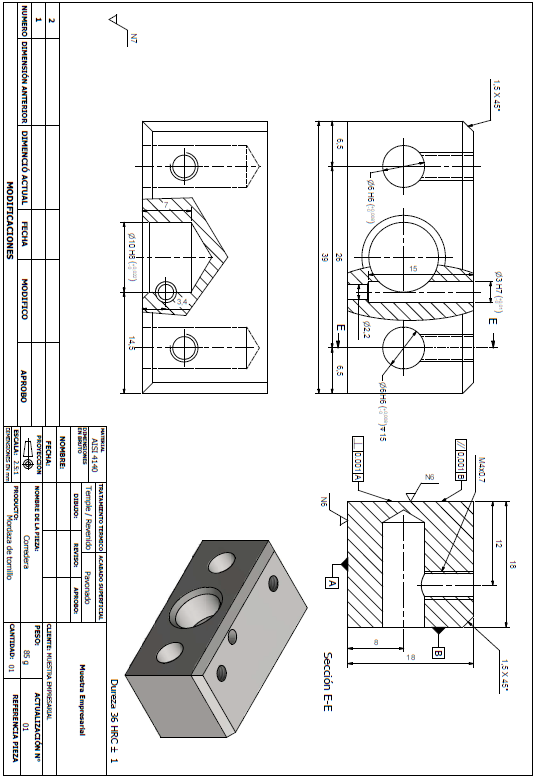 1,5 X 45°
6,5
26
39
6,5
Ø6 H6
15
Ø3 H7
Ø2.2
E
E
Ø6H6 ▾15
N7
7
Ø10 H8
3.4
14,5
M4x0.7
// 0.001 B
⊥ 0.001 A
N6
N6
18
12
8
18
A
B
1,5 X 45°
Sección E-E
Dureza 36 HRC ± 1
2
1
NUMERO
DIMENSIÓN ANTERIOR
DIMENCIÓ ACTUAL
FECHA
MODIFICO
APROBO
MODIFICACIONES
MATERIAL
AISI 4140
TRATAMIENTO TERMICO
Temple / Revenido
ACABADO SUPERFICIAL
Pavonado
DIMENSIONES
EN BRUTO
DIBUJO:
REVISO:
APROBO:
NOMBRE:
FECHA:
Muestra Empresarial
PROYECCIÓN
NOMBRE DE LA PIEZA:
Corredera
CLIENTE: MUESTRA EMPRESARIAL
PESO:
85 g
ACTUALIZACIÓN N°
01
ESCALA: 2.5:1
DIMENSIONES EN mm
PRODUCTO:
Mordaza de tornillo
CANTIDAD: 01
REFERENCIA PIEZA